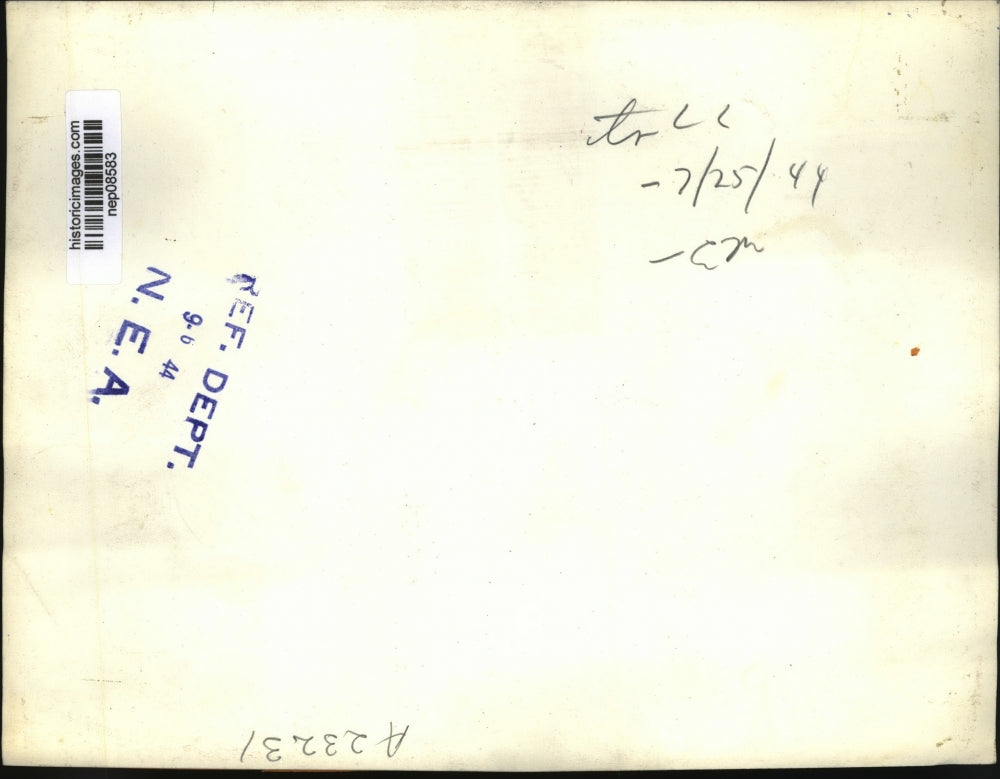 historicimages.com
nep08583
REF. DEPT.
9. 6 44
N. E. A.
-7/25/44
A23231